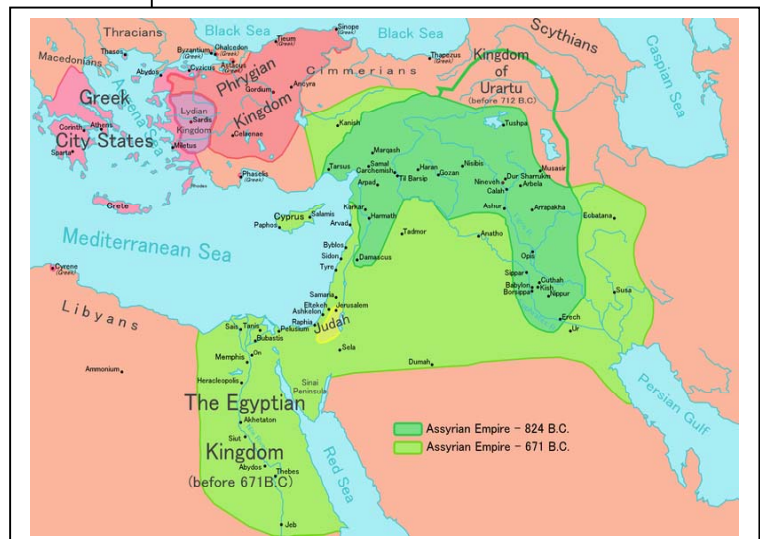 Thracians
Black Sea
Sinope
(Greek)
Black Sea
Scythians
Caspian Sea
Macedonians
Thasos
Byzantium
(Greek)
Chalcedon
(Greek)
Tieum
(Greek)
Trapezus
(Greek)
Kingdom
of
Urartu
(before 712 B.C)
Abydos
Cyzicus
Astacus
(Greek)
Cimmerians
Phrygian
Kingdom
Gordium
Ancyra
Greek
City States
Lydian
Kingdom
Sardis
Celaenae
Miletus
Corinth
Athens
Sparta
Kanish
Tushpa
Marqash
Samal
Carchemish
Til Barsip
Haran
Gozan
Nisibis
Dur Sharrukin
Musasir
Nineveh
Arbela
Calah
Tarsus
Arpad
Phaselis
(Greek)
Rhodes
Crete
Cyprus
Salamis
Paphos
Karkar
Harmath
Arvad
Ashur
Arrapakha
Ecbatana
Mediterranean Sea
Byblos
Sidon
Tyre
Damascus
Tadmor
Anatho
Opis
Cyrene
(Greek)
Sippar
Cuthah
Babylon
Kish
Borsippa
Nippur
Susa
Libyans
Samaria
Eltekeh
Jerusalem
Ashkelon
Raphia
Judah
Erech
Ur
Sais
Tanis
Pelusium
Bubastis
On
Memphis
Sela
Dumah
Ammonium
Heracleopolis
Sinai
Peninsula
Persian Gulf
The Egyptian
Kingdom
(before 671B.C)
Akhetaton
Siut
Abydos
Thebes
Jeb
Red Sea
Assyrian Empire - 824 B.C.
Assyrian Empire - 671 B.C.